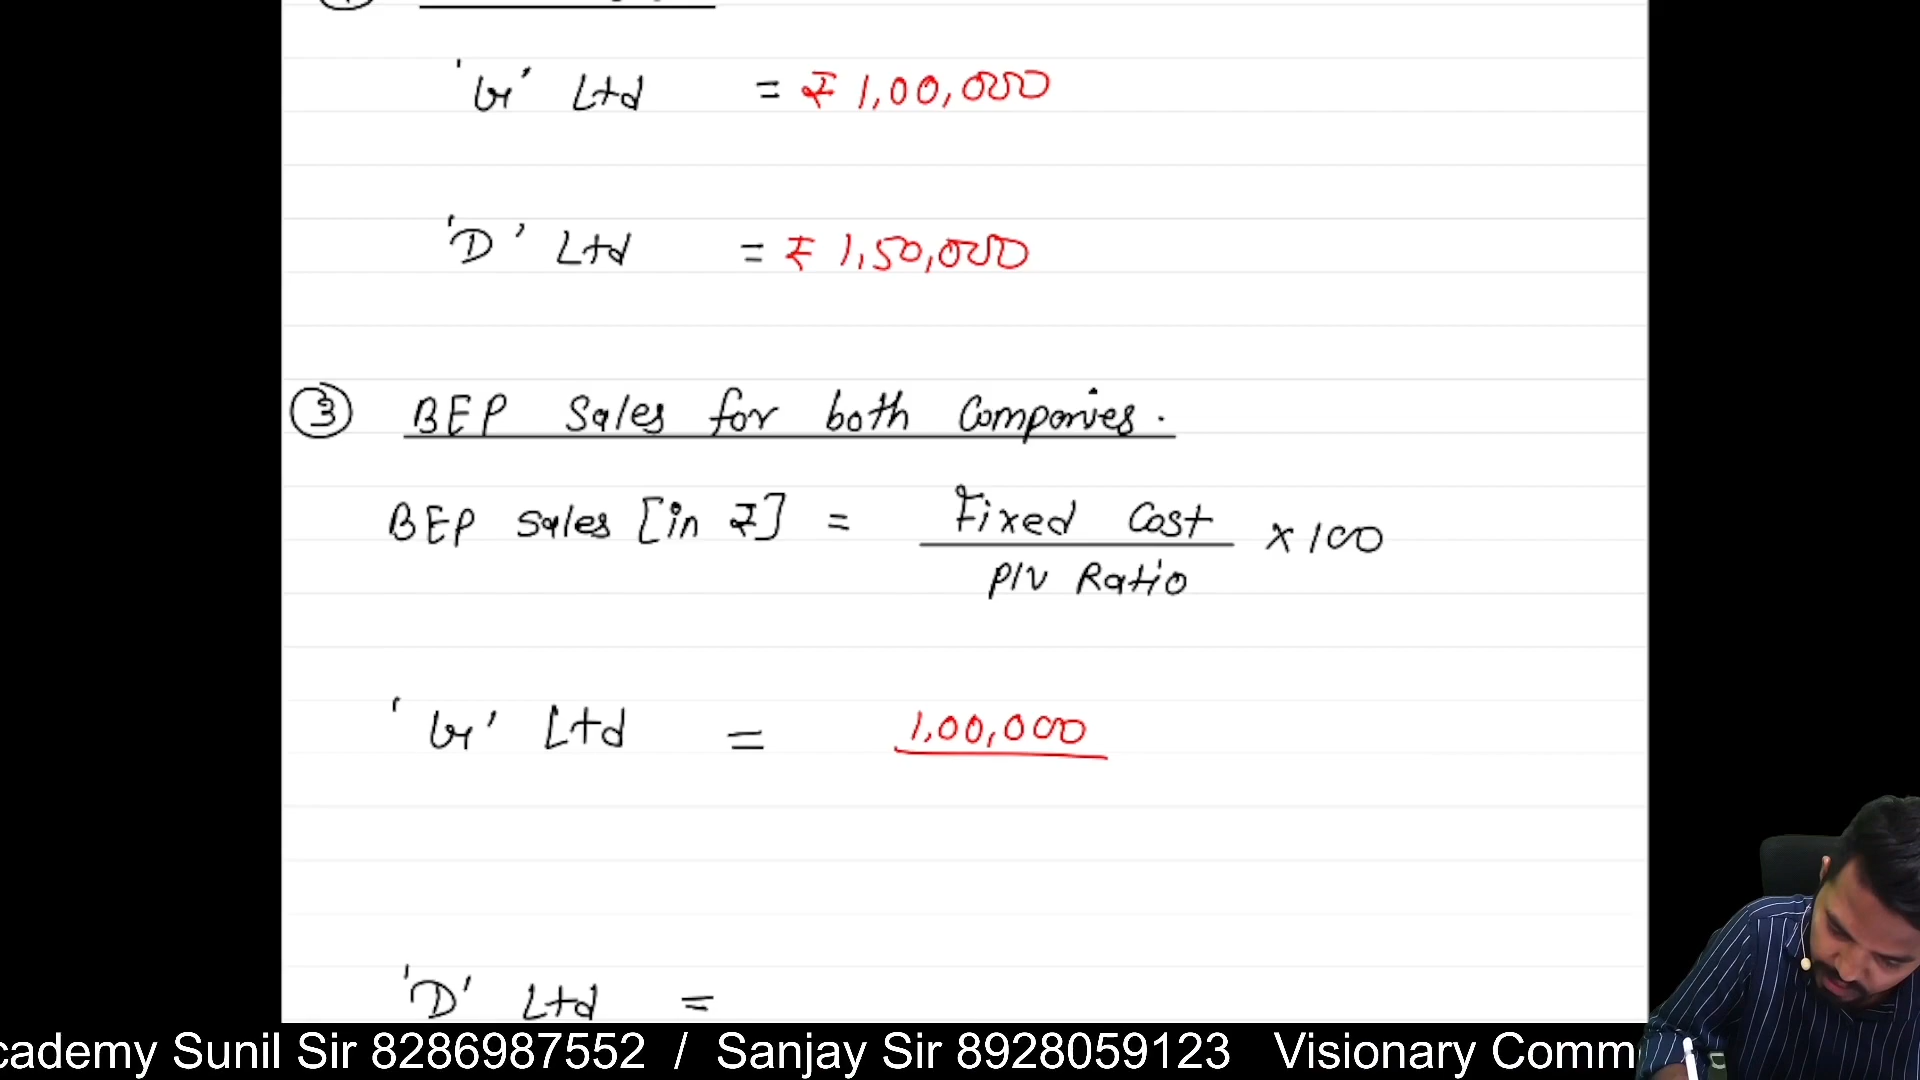 'G' Ltd = ₹ 1,00,000
'D' Ltd = ₹ 1,50,000
③ BEP Sales for both Companies.
BEP Sales [in ₹] = Fixed Cost × 100
P/V Ratio
'G' Ltd = 1,00,000
'D' Ltd =
cademy Sunil Sir 8286987552 / Sanjay Sir 8928059123 Visionary Comm